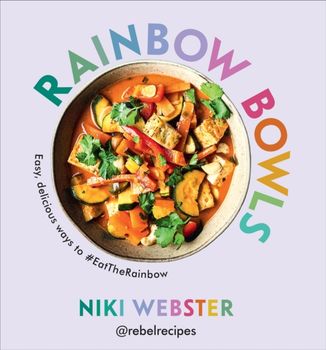 RAINBOW BOWLS
Easy, delicious ways to #EatTheRainbow
NIKI WEBSTER
@rebelrecipes